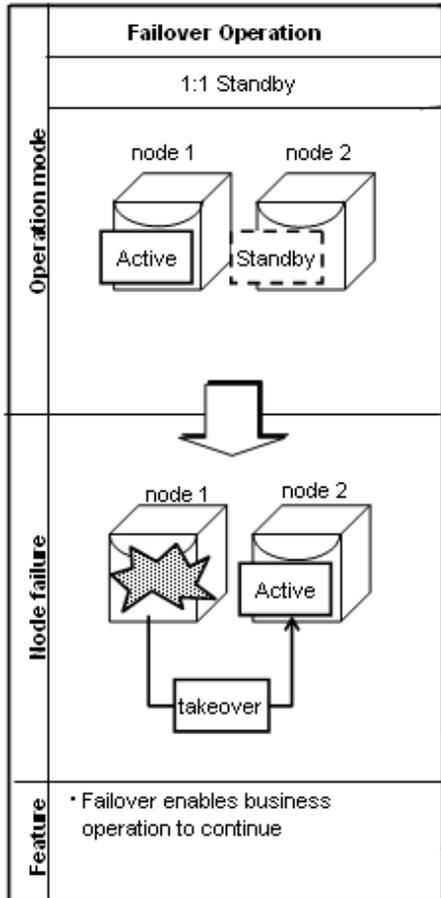 Failover Operation
1:1 Standby
Operation mode
node 1
node 2
Active
Standby
Node failure
node 1
node 2
Active
takeover
Feature
・Failover enables business
operation to continue